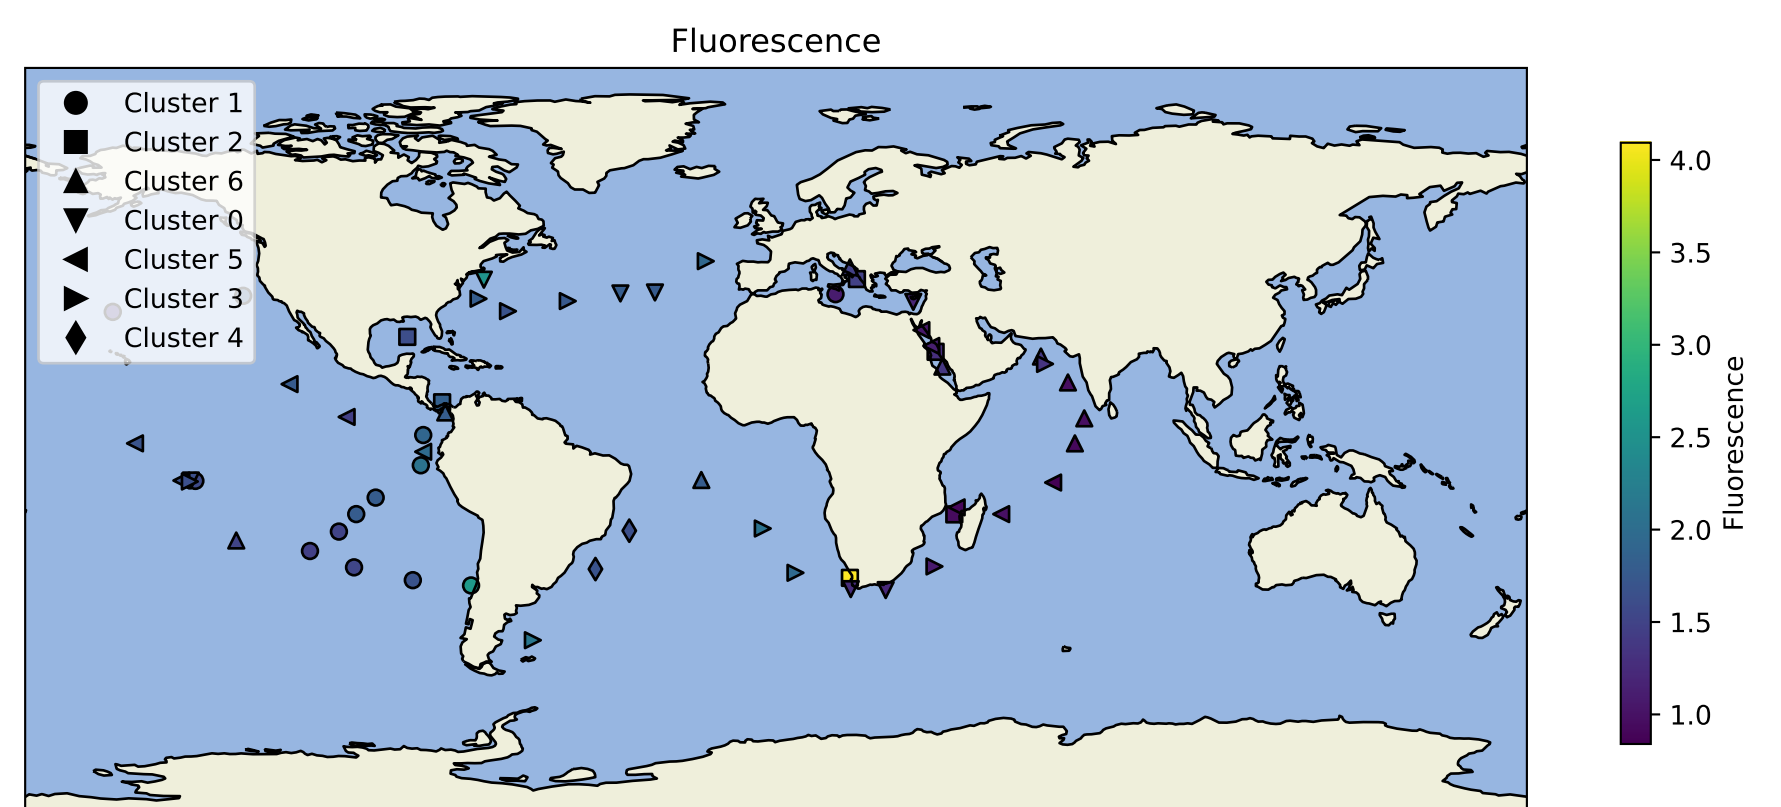 Fluorescence
Cluster 1
Cluster 2
Cluster 6
Cluster 0
Cluster 5
Cluster 3
Cluster 4
4.0
3.5
3.0
2.5
2.0
1.5
1.0
Fluorescence